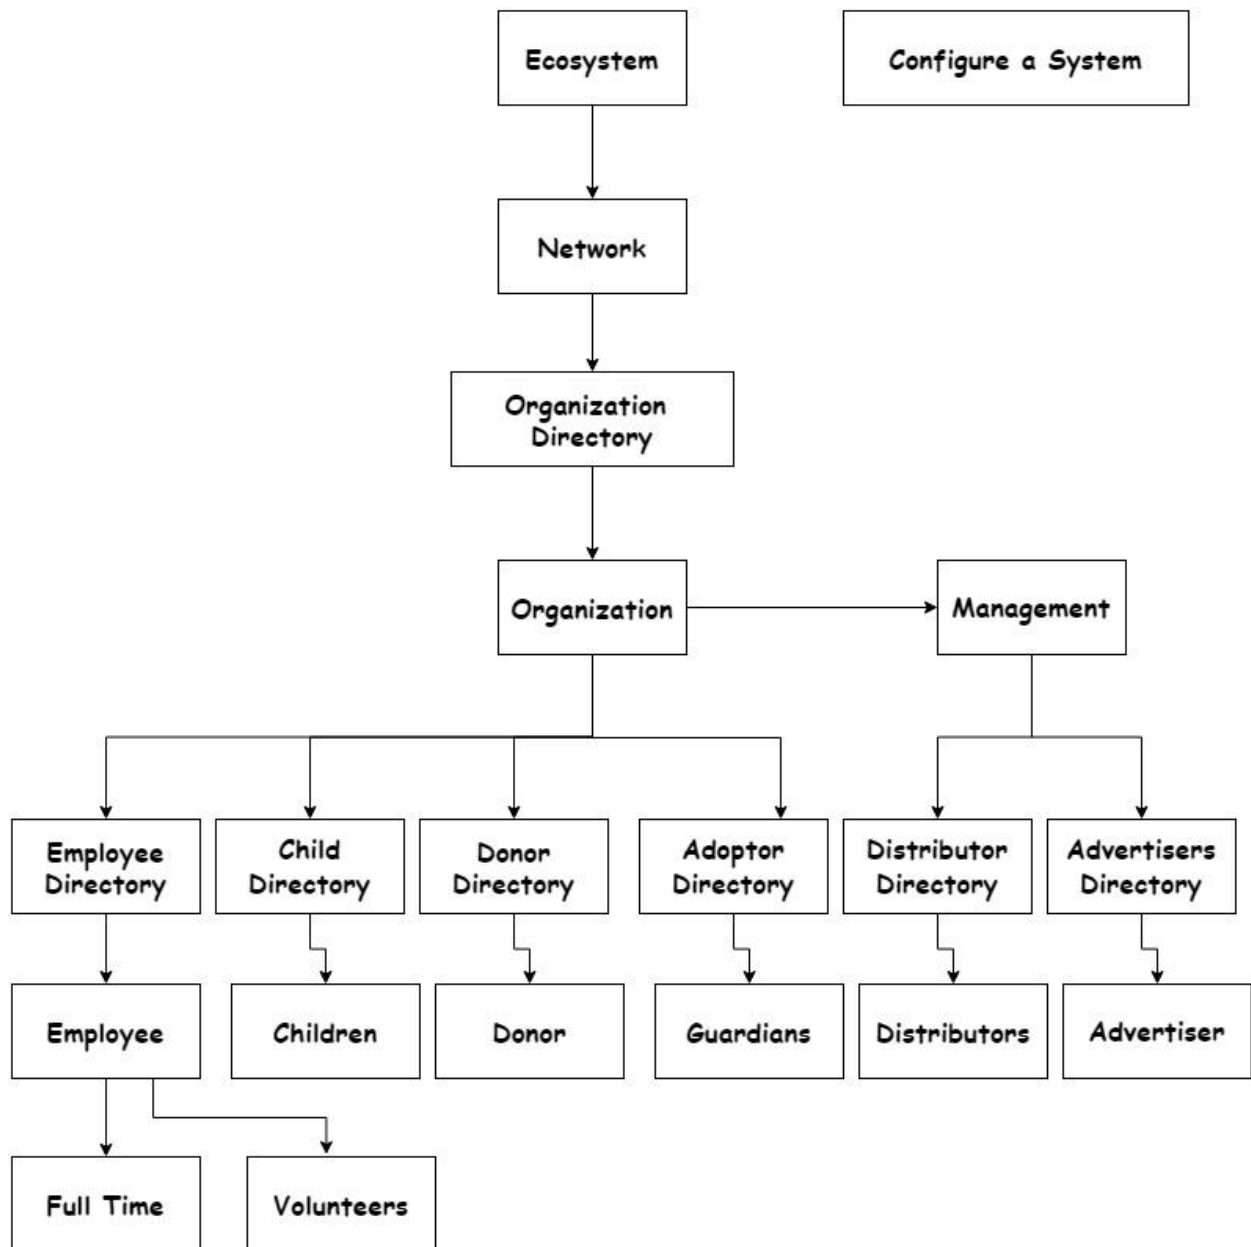 Ecosystem
Configure a System
Network
Organization
Directory
Organization
Management
Employee
Directory
Child
Directory
Donor
Directory
Adoptor
Directory
Distributor
Directory
Advertisers
Directory
Employee
Children
Donor
Guardians
Distributors
Advertiser
Full Time
Volunteers